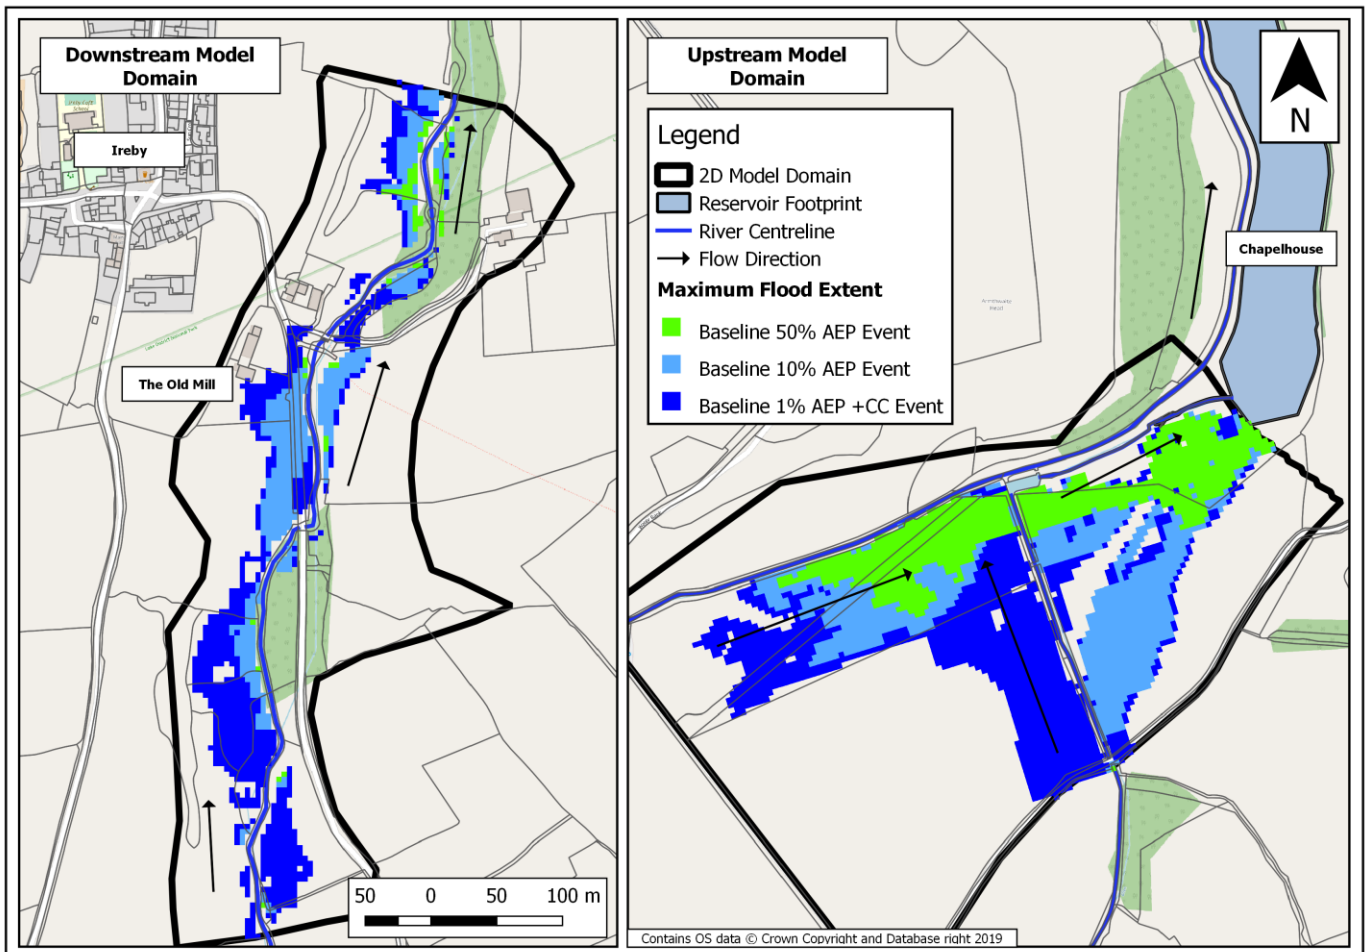 Downstream Model
Domain
Ireby
The Old Mill
50 0 50 100 m
Upstream Model
Domain
N
Legend
2D Model Domain
Reservoir Footprint
River Centreline
Flow Direction
Maximum Flood Extent
Baseline 50% AEP Event
Baseline 10% AEP Event
Baseline 1% AEP +CC Event
Chapelhouse
Contains OS data © Crown Copyright and Database right 2019